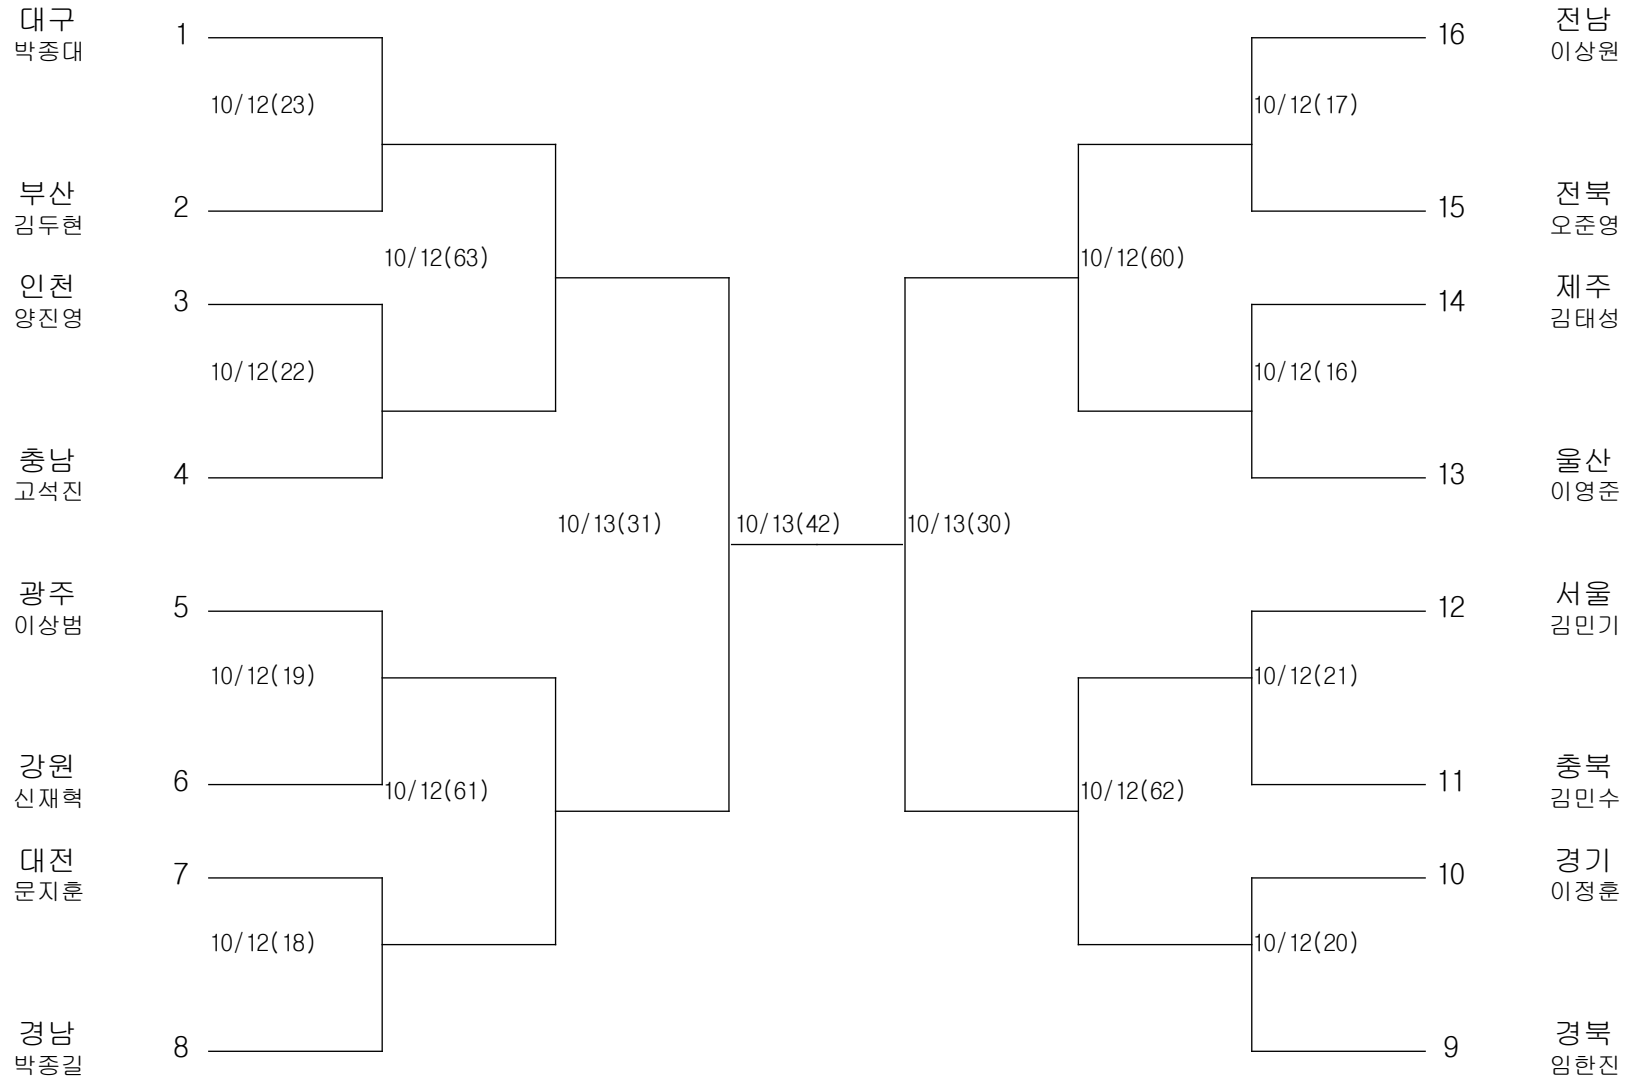 대구
박종대
1
10/12(23)
부산
김두현
2
10/12(63)
인천
양진영
3
10/12(22)
충남
고석진
4
10/13(31)
광주
이상범
5
10/12(19)
강원
신재혁
6
10/12(61)
대전
문지훈
7
10/12(18)
경남
박종길
8
10/13(42)
전남
이상원
16
10/12(17)
전북
오준영
15
10/12(60)
제주
김태성
14
10/12(16)
울산
이영준
13
10/13(30)
서울
김민기
12
10/12(21)
충북
김민수
11
10/12(62)
경기
이정훈
10
10/12(20)
경북
임한진
9